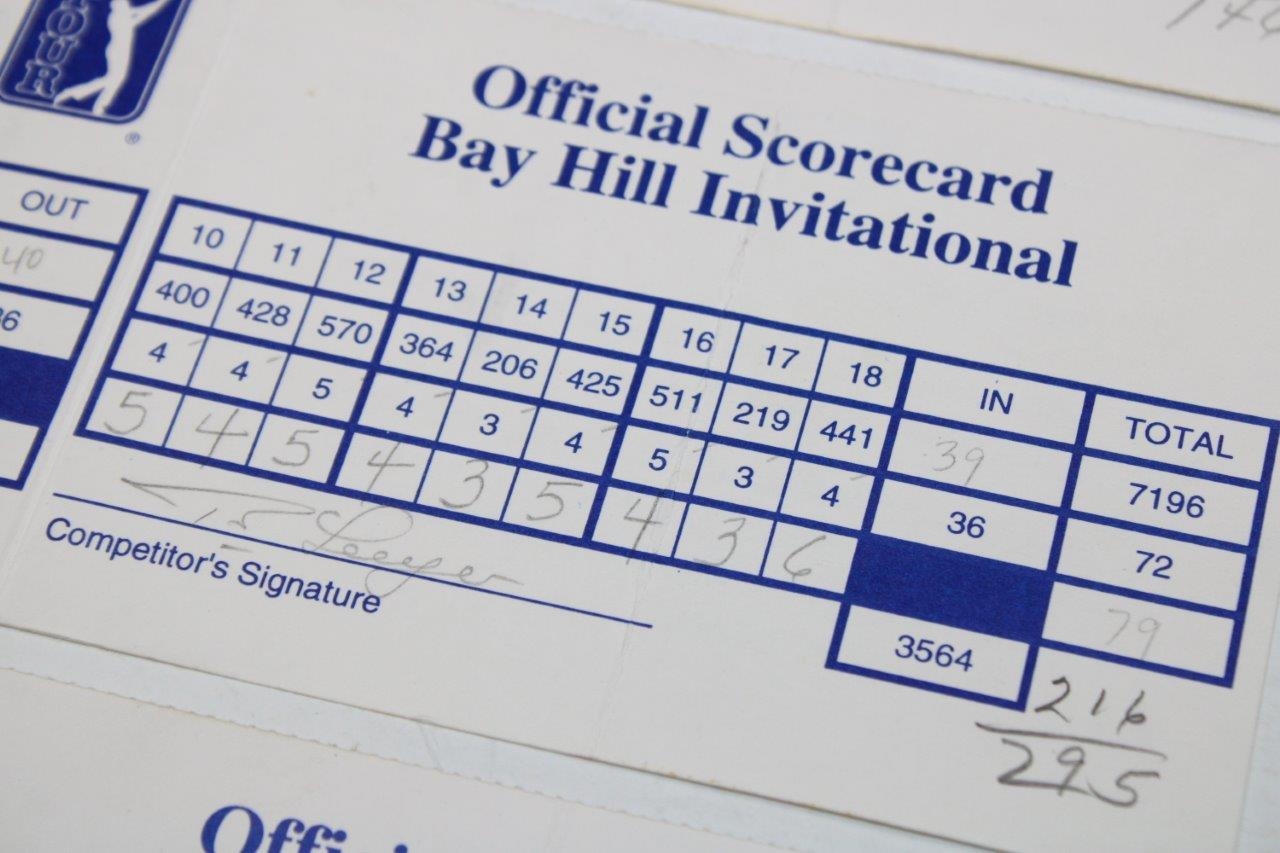 OUR
®
146
Official Scorecard
Bay Hill Invitational
OUT
40
36
10 11 12 13 14 15 16 17 18 IN TOTAL
400 428 570 364 206 425 511 219 441 39 7196
4 4 5 4 3 4 5 3 4 36 72
5 4 5 4 3 5 4 3 6 79
3564
Competitor's Signature
216
295
Offici